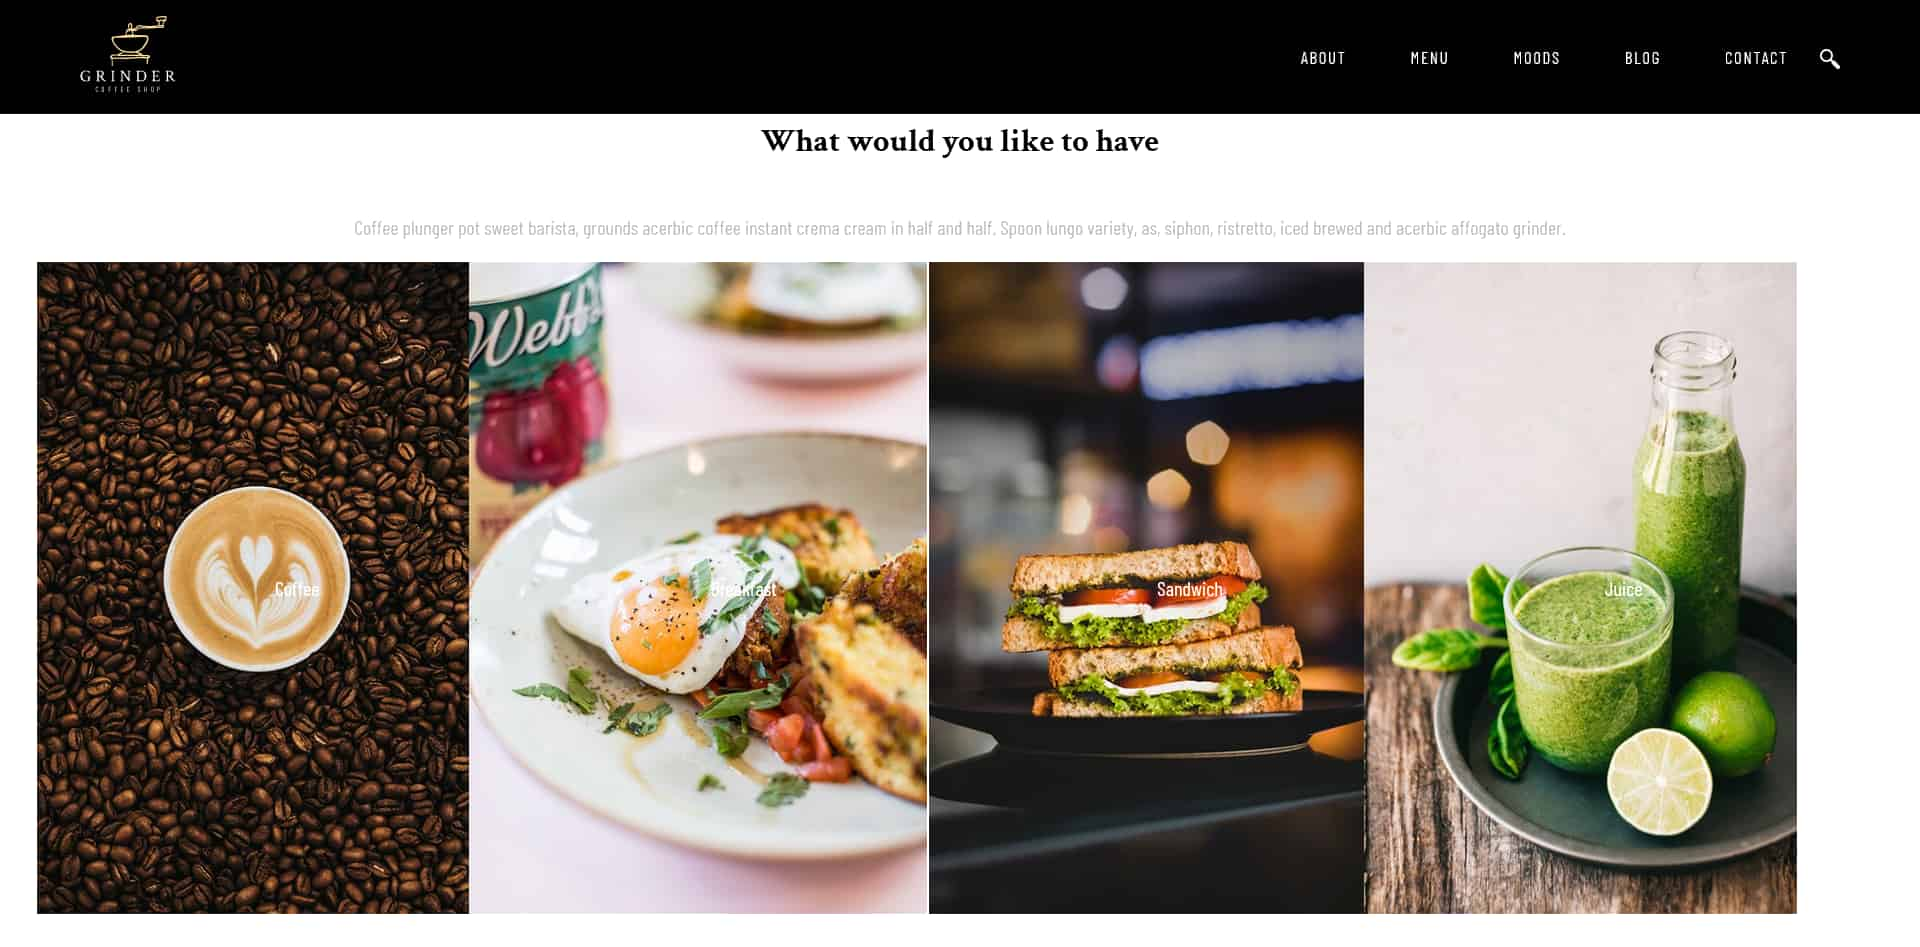 GRINDER
COFFEE SHOP
ABOUT MENU MOODS BLOG CONTACT
What would you like to have
Coffee plunger pot sweet barista, grounds acerbic coffee instant crema cream in half and half. Spoon lungo variety, as, siphon, ristretto, iced brewed and acerbic affogato grinder.
Coffee
Breakfast
Sandwich
Juice